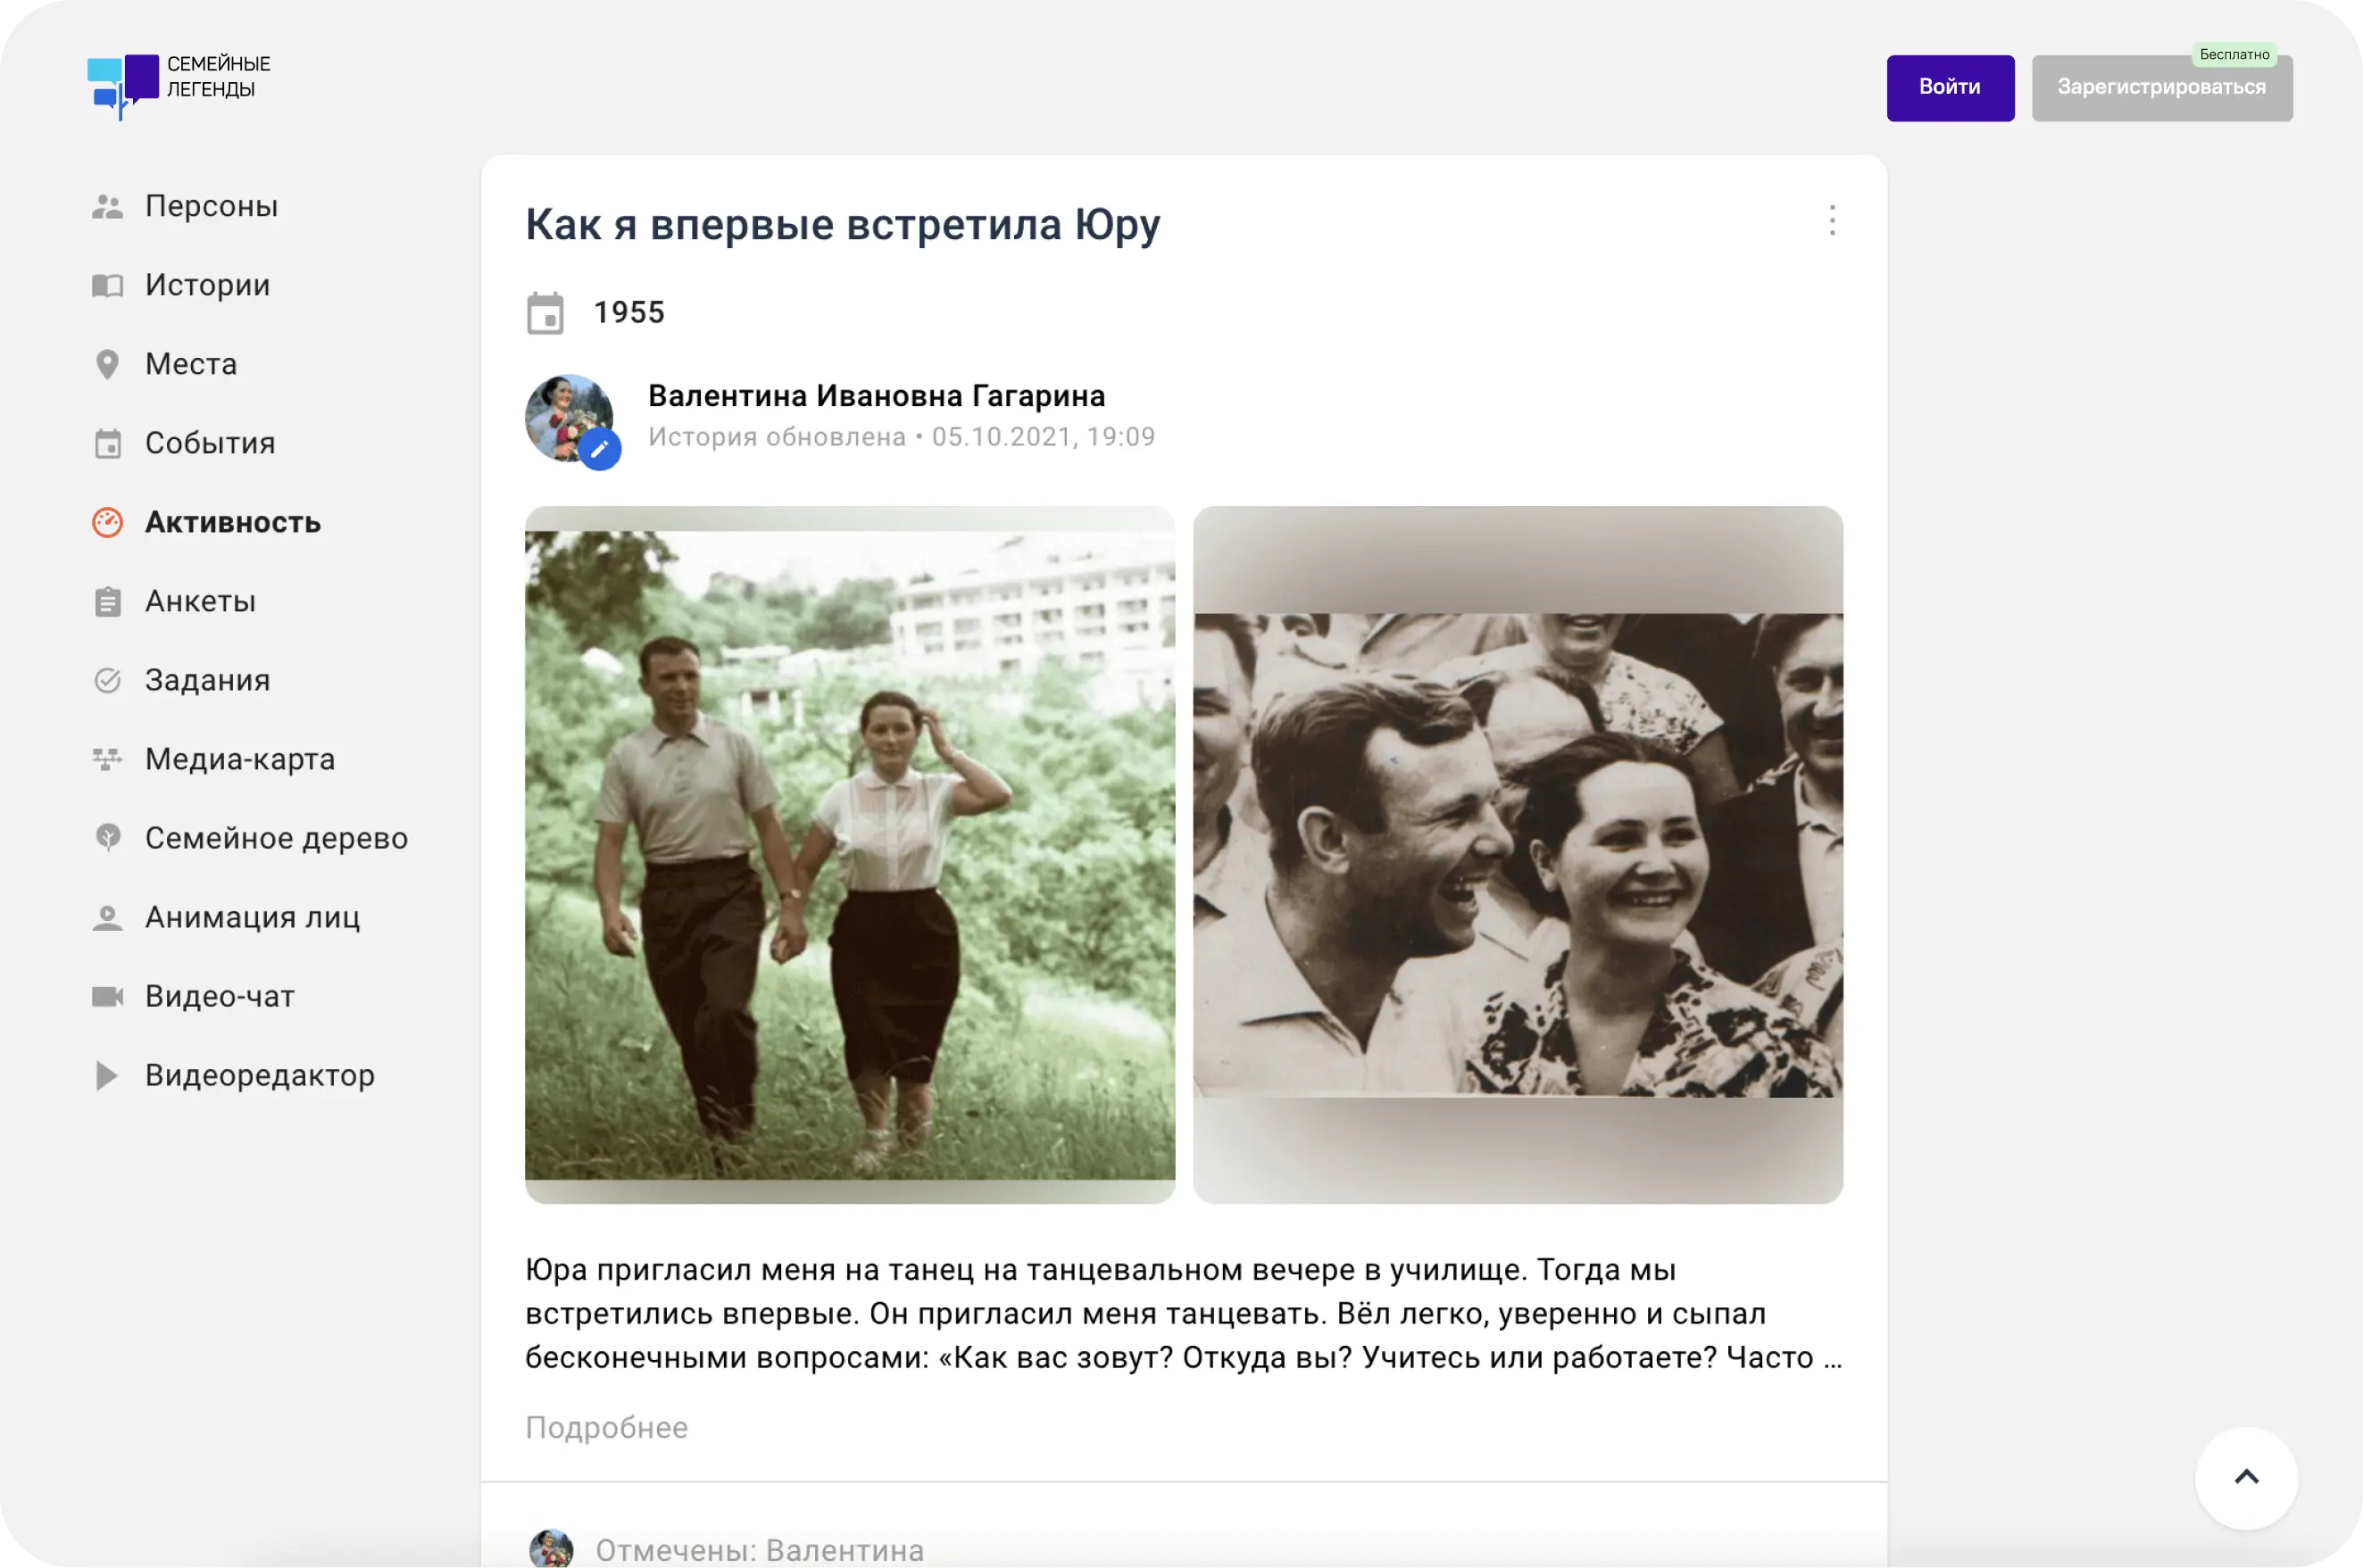 СЕМЕЙНЫЕ
ЛЕГЕНДЫ
Войти
Бесплатно
Зарегистрироваться
Персоны
Истории
Места
События
Активность
Анкеты
Задания
Медиа-карта
Семейное дерево
Анимация лиц
Видео-чат
Видеоредактор
Как я впервые встретила Юру
1955
Валентина Ивановна Гагарина
История обновлена • 05.10.2021, 19:09
Юра пригласил меня на танец на танцевальном вечере в училище. Тогда мы
встретились впервые. Он пригласил меня танцевать. Вёл легко, уверенно и сыпал
бесконечными вопросами: «Как вас зовут? Откуда вы? Учитесь или работаете? Часто ...
Подробнее
Отмечены: Валентина